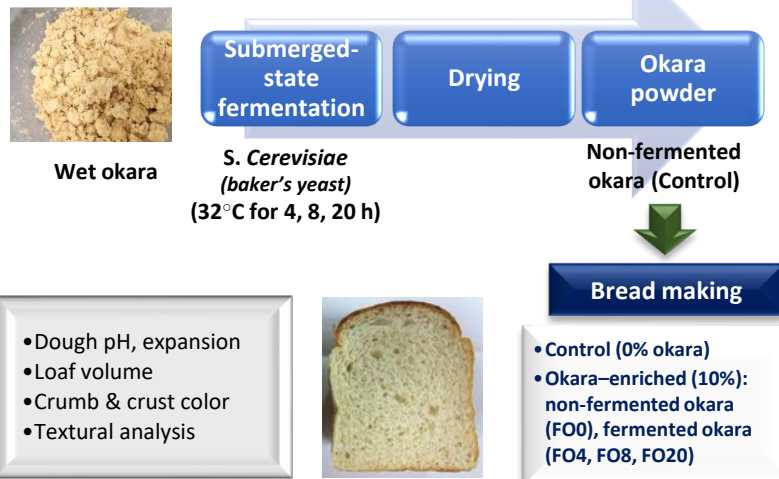 Submerged-
state
fermentation
Drying
Okara
powder
Wet okara
S. Cerevisiae
(baker's yeast)
(32°C for 4, 8, 20 h)
Non-fermented
okara (Control)
Bread making
•Dough pH, expansion
•Loaf volume
•Crumb & crust color
•Textural analysis
•Control (0% okara)
•Okara–enriched (10%):
non-fermented okara
(FO0), fermented okara
(FO4, FO8, FO20)